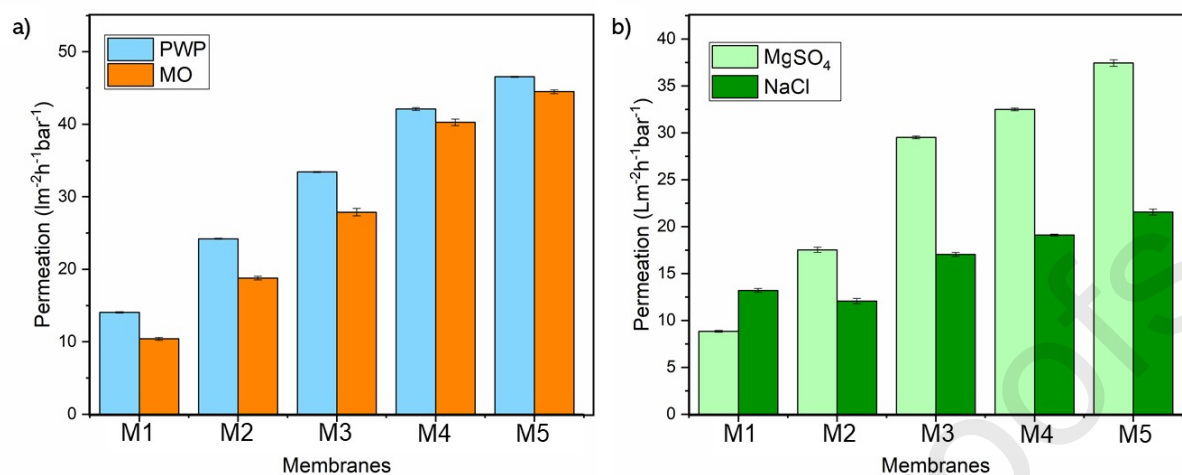 a)
PWP
MO
Permeation (lm⁻²h⁻¹bar⁻¹)
50
40
30
20
10
0
M1 M2 M3 M4 M5
Membranes
b)
MgSO₄
NaCl
Permeation (Lm⁻²h⁻¹bar⁻¹)
40
35
30
25
20
15
10
5
0
M1 M2 M3 M4 M5
Membranes
oofs